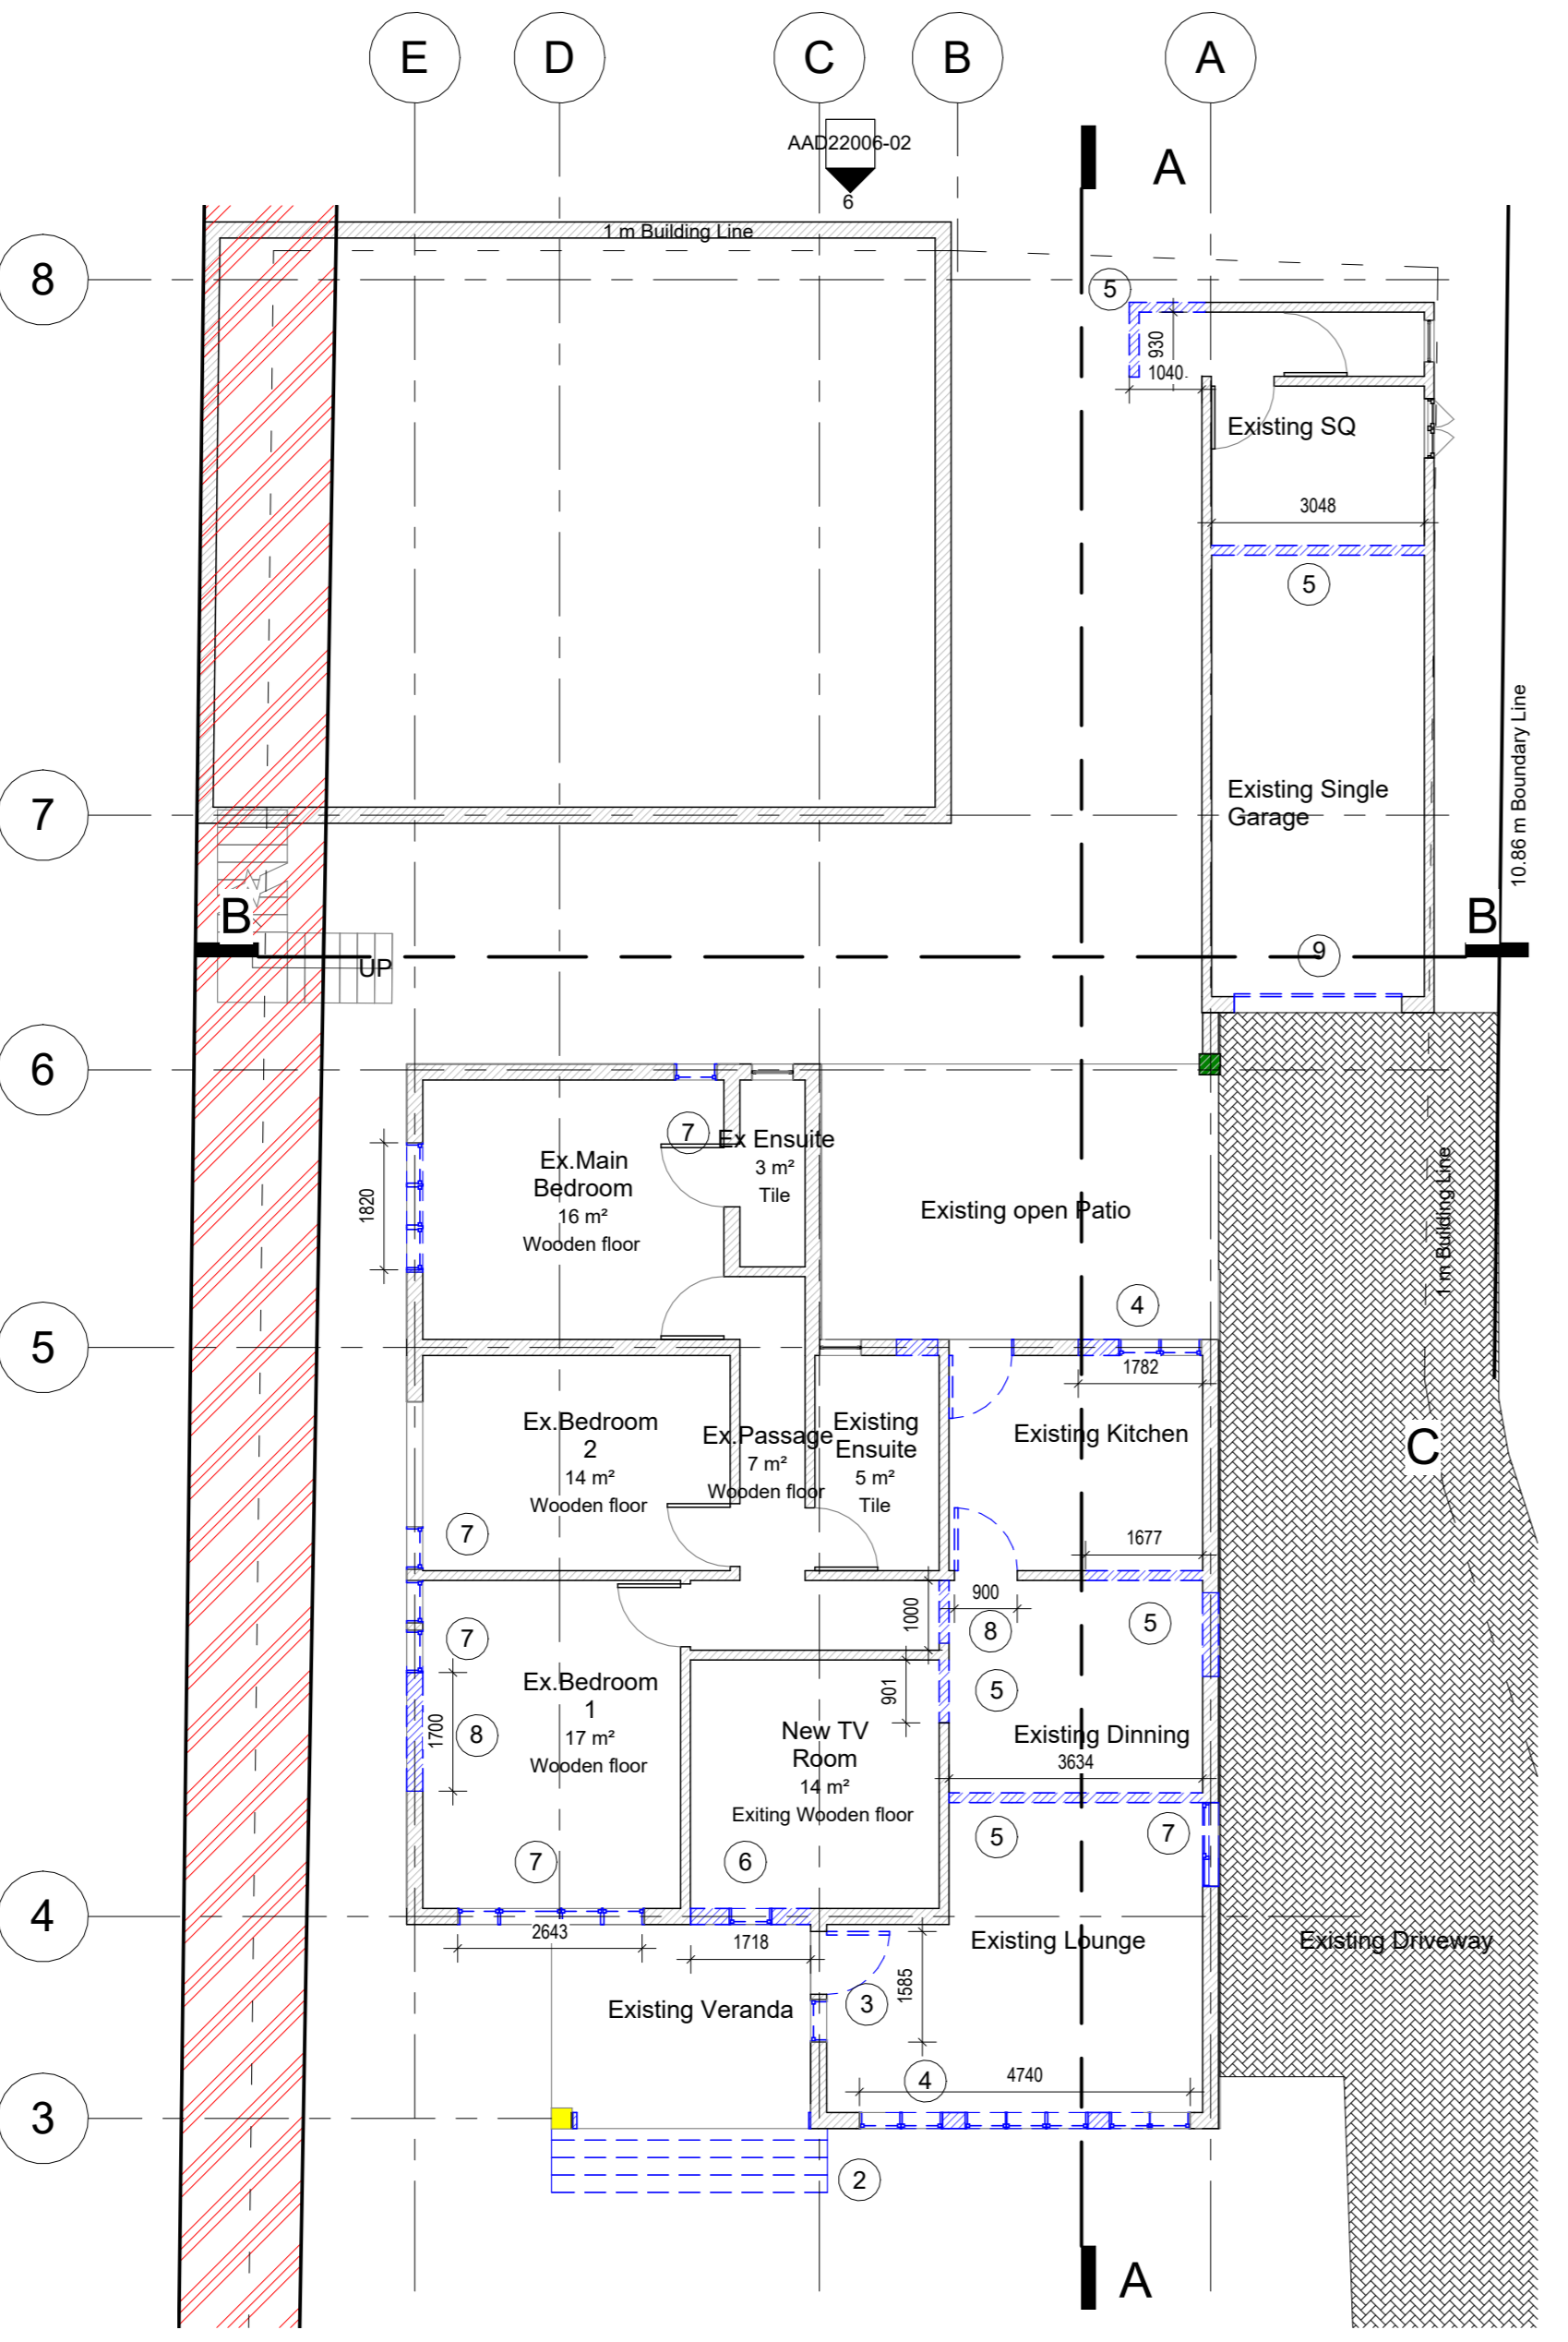 E
D
C
B
A
AAD22006-02
6
A
1 m Building Line
8
5
930
1040
Existing SQ
3048
5
10.86 m Boundary Line
Existing Single
Garage
7
B
B
9
UP
6
7
Ex.Main
Bedroom
16 m²
Wooden floor
Ex Ensuite
3 m²
Tile
1820
Existing open Patio
1 m Building Line
4
5
1782
Ex.Bedroom
2
14 m²
Wooden floor
Ex.Passage
7 m²
Wooden floor
Existing
Ensuite
5 m²
Tile
Existing Kitchen
C
7
1677
900
1000
8
5
7
5
901
Ex.Bedroom
1
17 m²
Wooden floor
1700
8
New TV
Room
14 m²
Exiting Wooden floor
Existing Dinning
3634
5
7
7
6
4
2643
1718
Existing Lounge
Existing Driveway
1585
Existing Veranda
3
4
4740
3
2
A